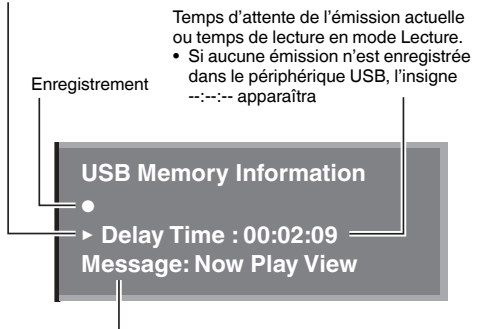 Temps d’attente de l’émission actuelle
ou temps de lecture en mode Lecture.
• Si aucune émission n’est enregistrée
dans le périphérique USB, l’insigne
--:--:-- apparaîtra
Enregistrement
USB Memory Information
●
► Delay Time : 00:02:09
Message: Now Play View